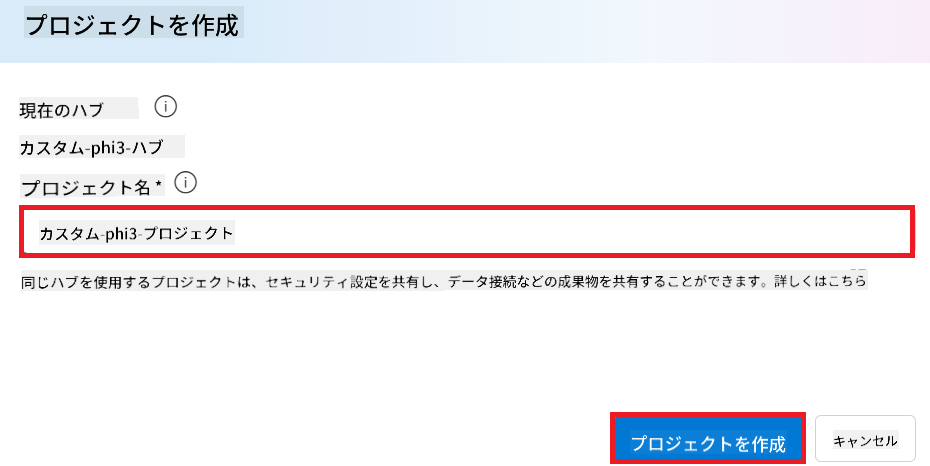 プロジェクトを作成
現在のハブ
カスタム-phi3-ハブ
プロジェクト名 *
カスタム-phi3-プロジェクト
同じハブを使用するプロジェクトは、セキュリティ設定を共有し、データ接続などの成果物を共有することができます。詳しくはこちら
プロジェクトを作成 キャンセル